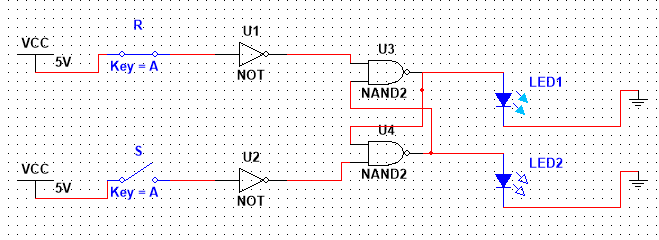 R
VCC
5V
Key = A
U1
NOT
U3
NAND2
LED1
S
VCC
5V
Key = A
U2
NOT
U4
NAND2
LED2